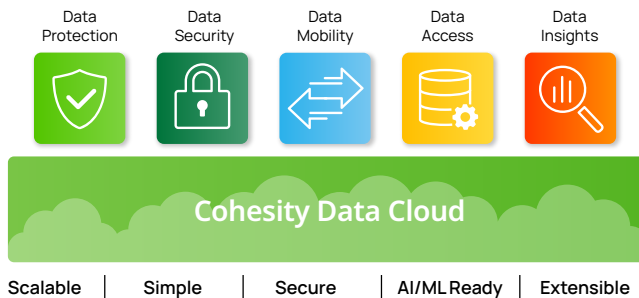 Data Protection
Data Security
Data Mobility
Data Access
Data Insights
Cohesity Data Cloud
Scalable | Simple | Secure | AI/ML Ready | Extensible